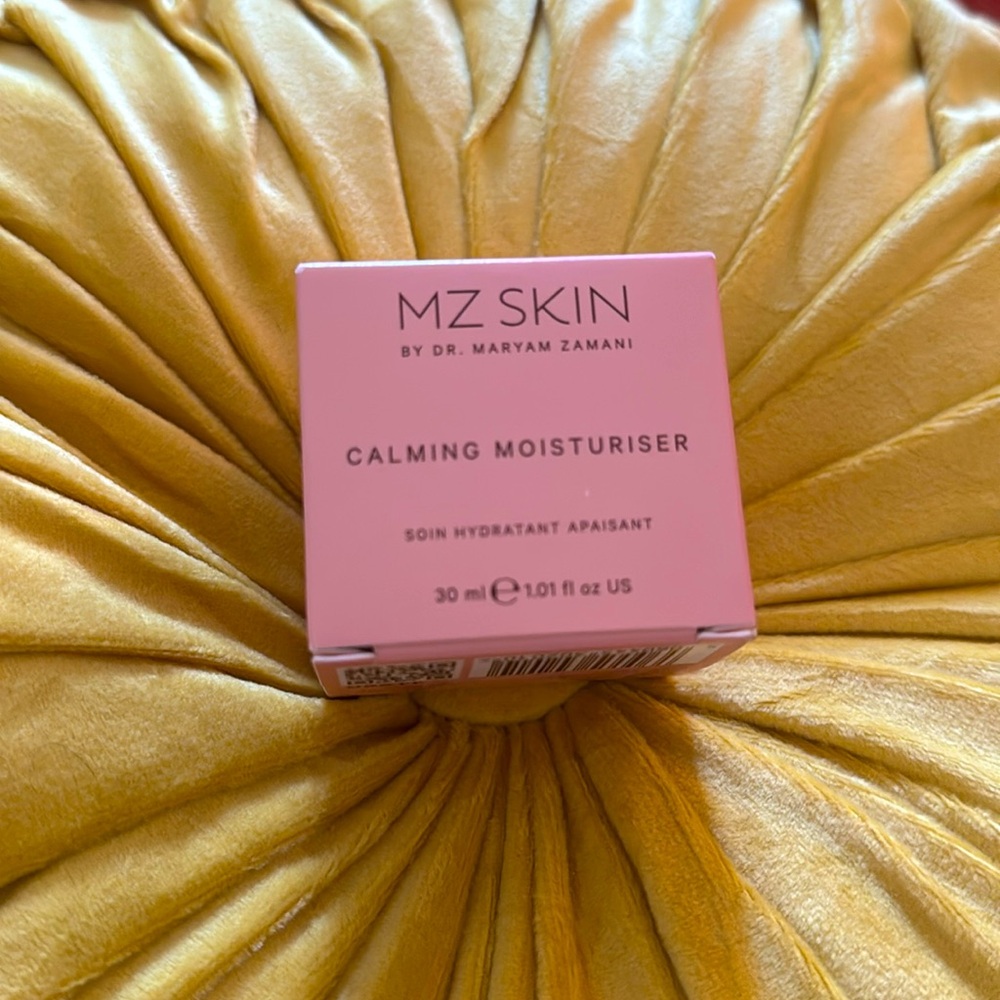 MZ SKIN
BY DR. MARYAM ZAMANI
CALMING MOISTURISER
SOIN HYDRATANT APAISANT
30 ml e 1.01 fl oz US